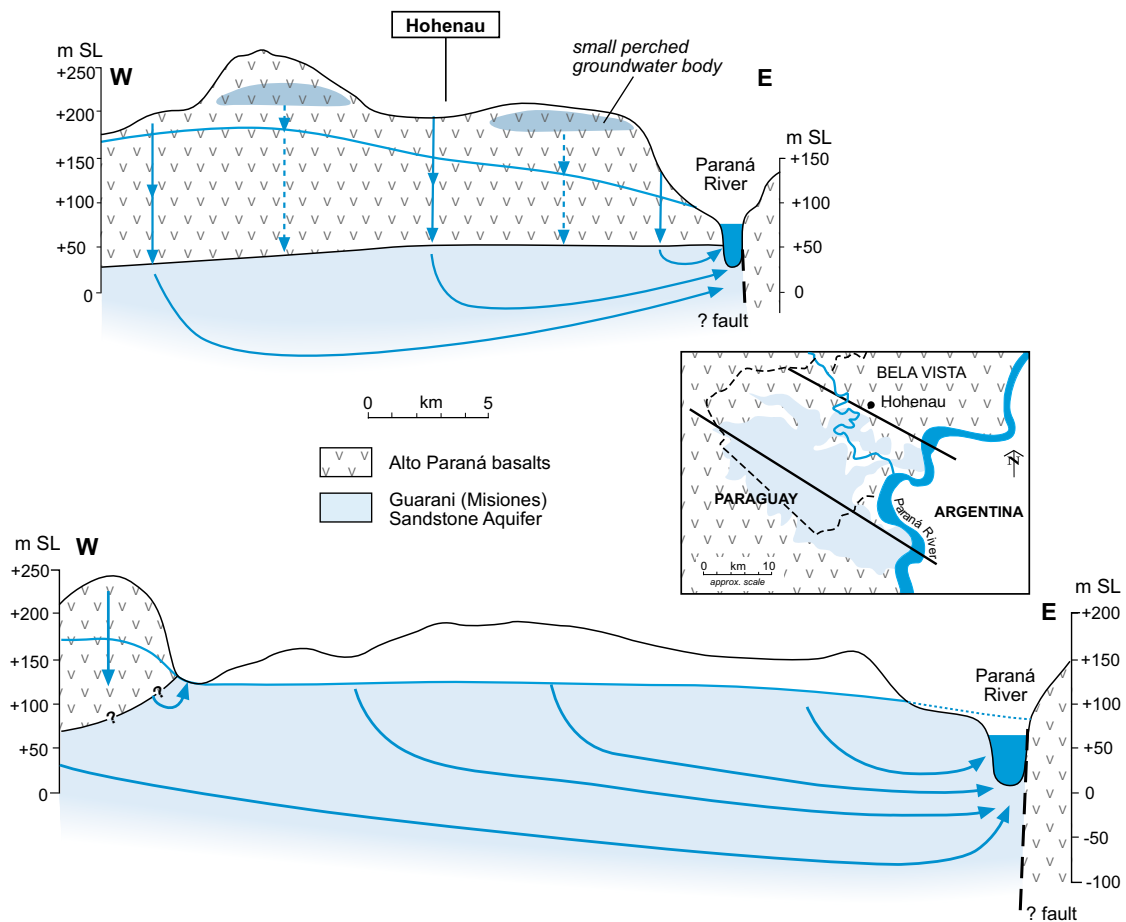 Hohenau
m SL
+250
+200
+150
+100
+50
0
W
small perched
groundwater body
E
m SL
+150
+100
+50
0
Paraná
River
? fault
0 km 5
Alto Paraná basalts
Guarani (Misiones)
Sandstone Aquifer
BELA VISTA
Hohenau
N
PARAGUAY
ARGENTINA
Paraná River
0 km 10
approx. scale
m SL
W
+250
+200
+150
+100
+50
0
?
?
E
m SL
+200
+150
+100
+50
0
-50
-100
Paraná
River
? fault